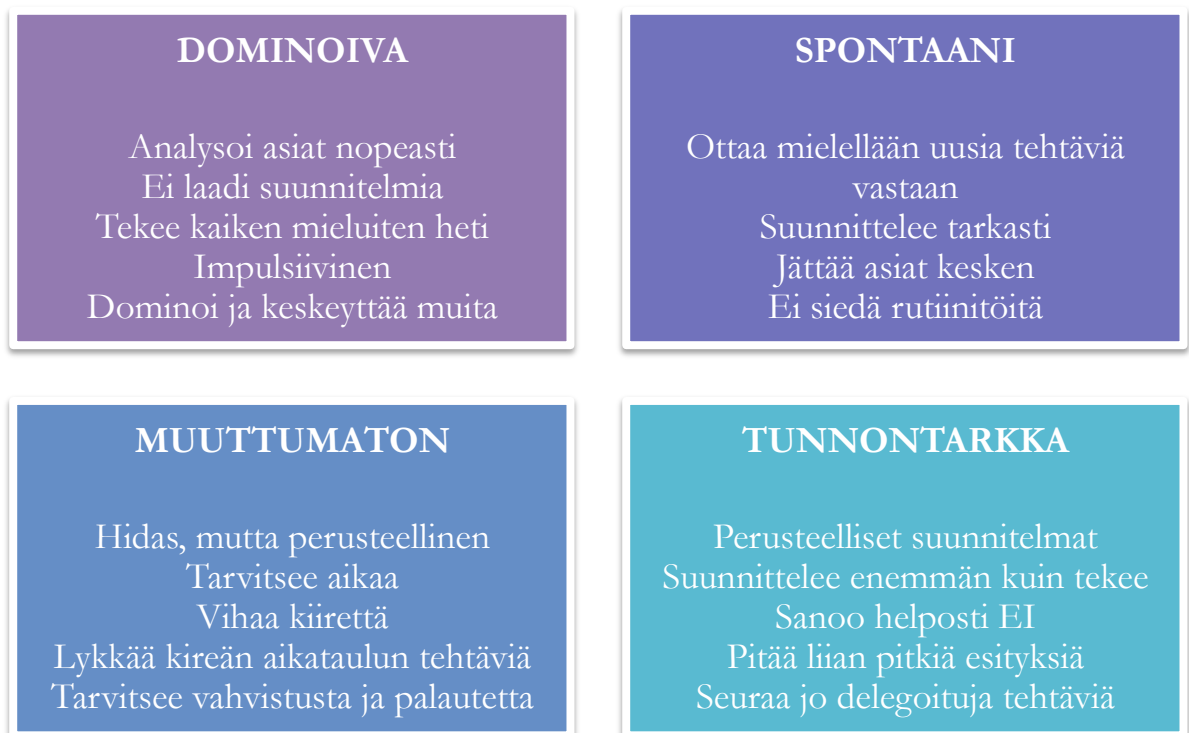 DOMINOIVA
Analysoi asiat nopeasti
Ei laadi suunnitelmia
Tekee kaiken mieluiten heti
Impulsiivinen
Dominoi ja keskeyttää muita
SPONTAANI
Ottaa mielellään uusia tehtäviä
vastaan
Suunnittelee tarkasti
Jättää asiat kesken
Ei siedä rutiinitöitä
MUUTTUMATON
Hidas, mutta perusteellinen
Tarvitsee aikaa
Vihaa kiirettä
Lykkää kireän aikataulun tehtäviä
Tarvitsee vahvistusta ja palautetta
TUNNONTARKKA
Perusteelliset suunnitelmat
Suunnittelee enemmän kuin tekee
Sanoo helposti EI
Pitää liian pitkiä esityksiä
Seuraa jo delegoituja tehtäviä